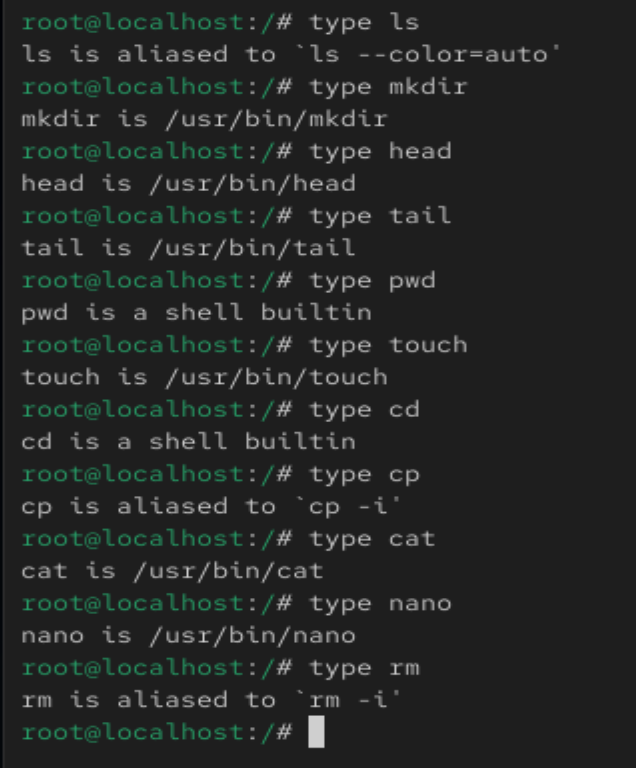 root@localhost:/# type ls
ls is aliased to `ls --color=auto'
root@localhost:/# type mkdir
mkdir is /usr/bin/mkdir
root@localhost:/# type head
head is /usr/bin/head
root@localhost:/# type tail
tail is /usr/bin/tail
root@localhost:/# type pwd
pwd is a shell builtin
root@localhost:/# type touch
touch is /usr/bin/touch
root@localhost:/# type cd
cd is a shell builtin
root@localhost:/# type cp
cp is aliased to `cp -i'
root@localhost:/# type cat
cat is /usr/bin/cat
root@localhost:/# type nano
nano is /usr/bin/nano
root@localhost:/# type rm
rm is aliased to `rm -i'
root@localhost:/#